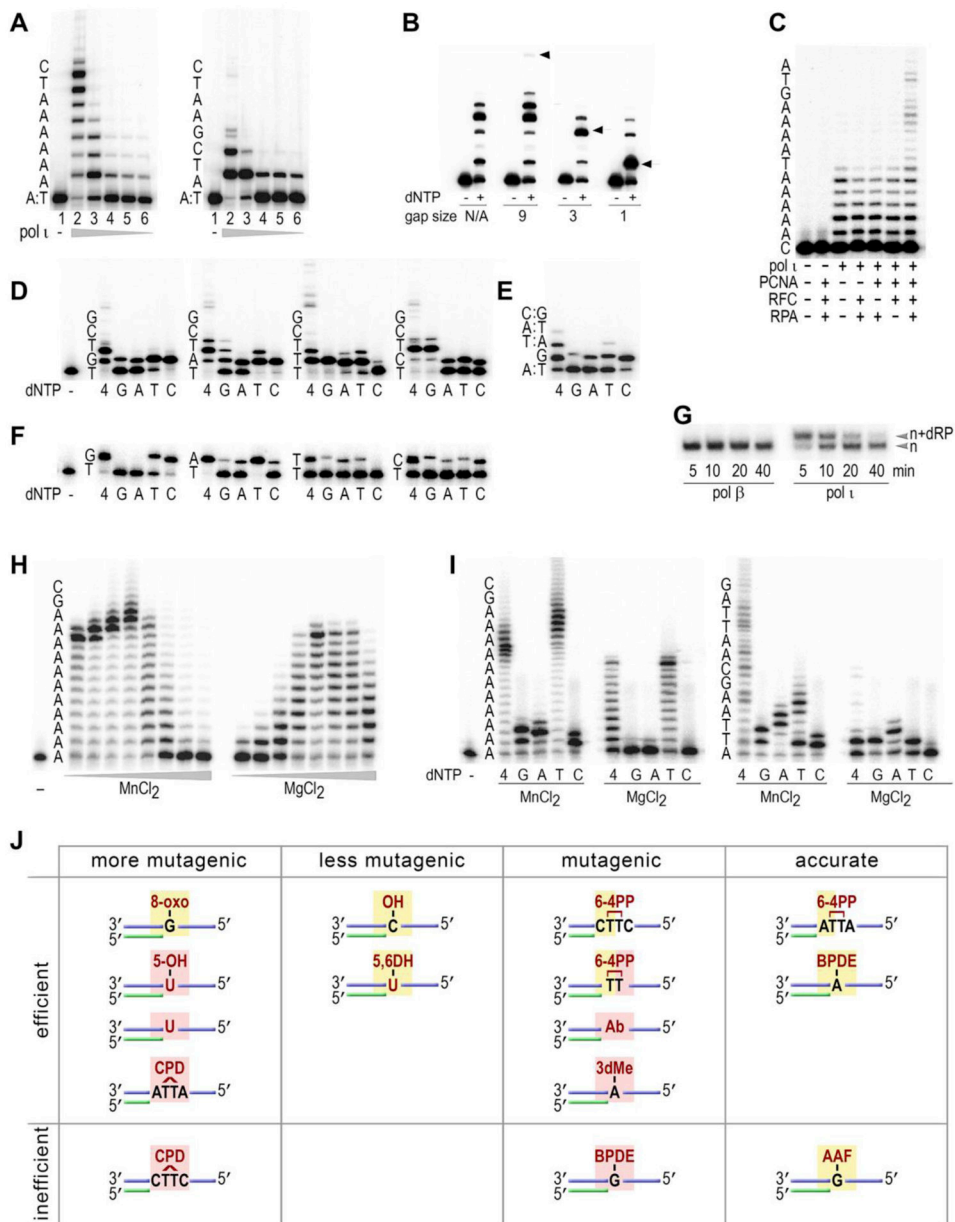 A
C
T
A
A
A
A
A
A
A:T
1 2 3 4 5 6
- pol ι
C
T
A
A
G
C
T
A
A:T
1 2 3 4 5 6
-
B
dNTP - + - + - + - +
gap size N/A 9 3 1
C
A
T
G
A
A
A
A
T
A
A
A
A
A
C
pol ι - - + + + + +
PCNA - + - - + + +
RFC - + - + - + +
RPA - + - + + - +
D
G
C
T
G
T
G
C
T
A
T
G
C
T
T
T
G
C
T
C
T
dNTP - 4 G A T C 4 G A T C 4 G A T C 4 G A T C
E
C:G
A:T
T:A
G
A:T
4 G A T C
F
G
T
A
T
T
T
C
T
dNTP - 4 G A T C 4 G A T C 4 G A T C 4 G A T C
G
n+dRP
n
5 10 20 40 5 10 20 40 min
pol β pol ι
H
C
G
A
A
A
A
A
A
A
A
A
A
A
– MnCl2 MgCl2
I
C
G
A
A
A
A
A
A
A
A
A
A
A
G
A
T
T
A
A
C
G
A
A
T
T
A
dNTP - 4 G A T C 4 G A T C 4 G A T C 4 G A T C
MnCl2 MgCl2 MnCl2 MgCl2
J
more mutagenic less mutagenic mutagenic accurate
efficient
8-oxo OH 6-4PP 6-4PP
3′ G 5′ 3′ C 5′ 3′ CTTC 5′ 3′ ATTA 5′
5′ 5′ 5′ 5′
5-OH 5,6DH 6-4PP BPDE
3′ U 5′ 3′ U 5′ 3′ TT 5′ 3′ A 5′
5′ 5′ 5′ 5′
3′ U 5′ 3′ Ab 5′
5′ 5′
CPD 3dMe
3′ ATTA 5′ 3′ A 5′
5′ 5′
inefficient
CPD BPDE AAF
3′ CTTC 5′ 3′ G 5′ 3′ G 5′
5′ 5′ 5′